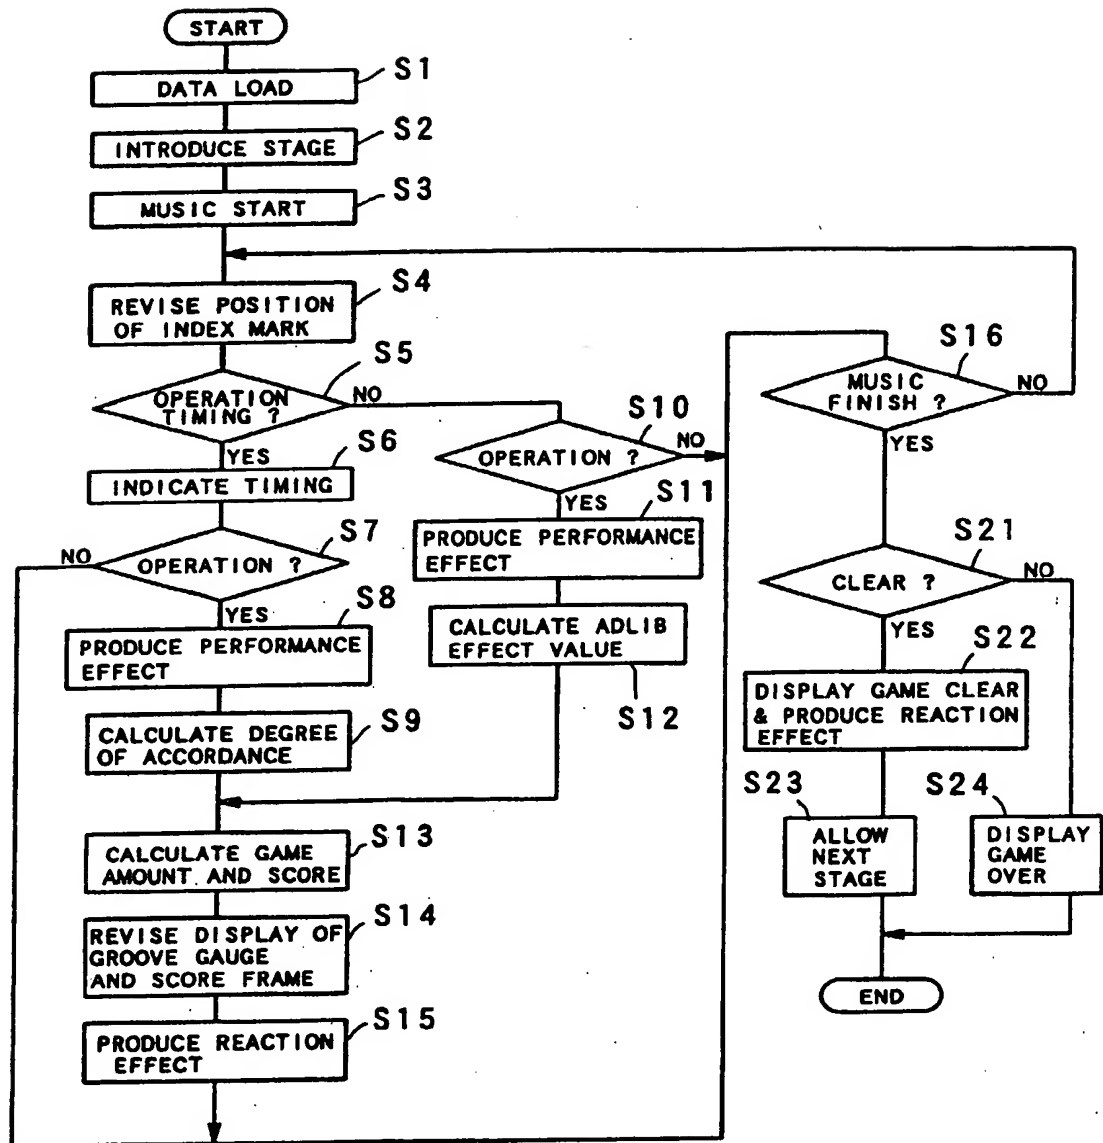 START
S1
DATA LOAD
S2
INTRODUCE STAGE
S3
MUSIC START
S4
REVISE POSITION
OF INDEX MARK
S5
OPERATION
TIMING ?
NO
YES
S6
INDICATE TIMING
S7
NO
OPERATION ?
YES
S8
PRODUCE PERFORMANCE
EFFECT
S9
CALCULATE DEGREE
OF ACCORDANCE
S10
OPERATION ?
NO
YES
S11
PRODUCE PERFORMANCE
EFFECT
CALCULATE ADLIB
EFFECT VALUE
S12
S13
CALCULATE GAME
AMOUNT AND SCORE
S14
REVISE DISPLAY OF
GROOVE GAUGE
AND SCORE FRAME
S15
PRODUCE REACTION
EFFECT
S16
MUSIC
FINISH ?
NO
YES
S21
CLEAR ?
NO
YES
S22
DISPLAY GAME CLEAR
& PRODUCE REACTION
EFFECT
S23
ALLOW
NEXT
STAGE
S24
DISPLAY
GAME
OVER
END